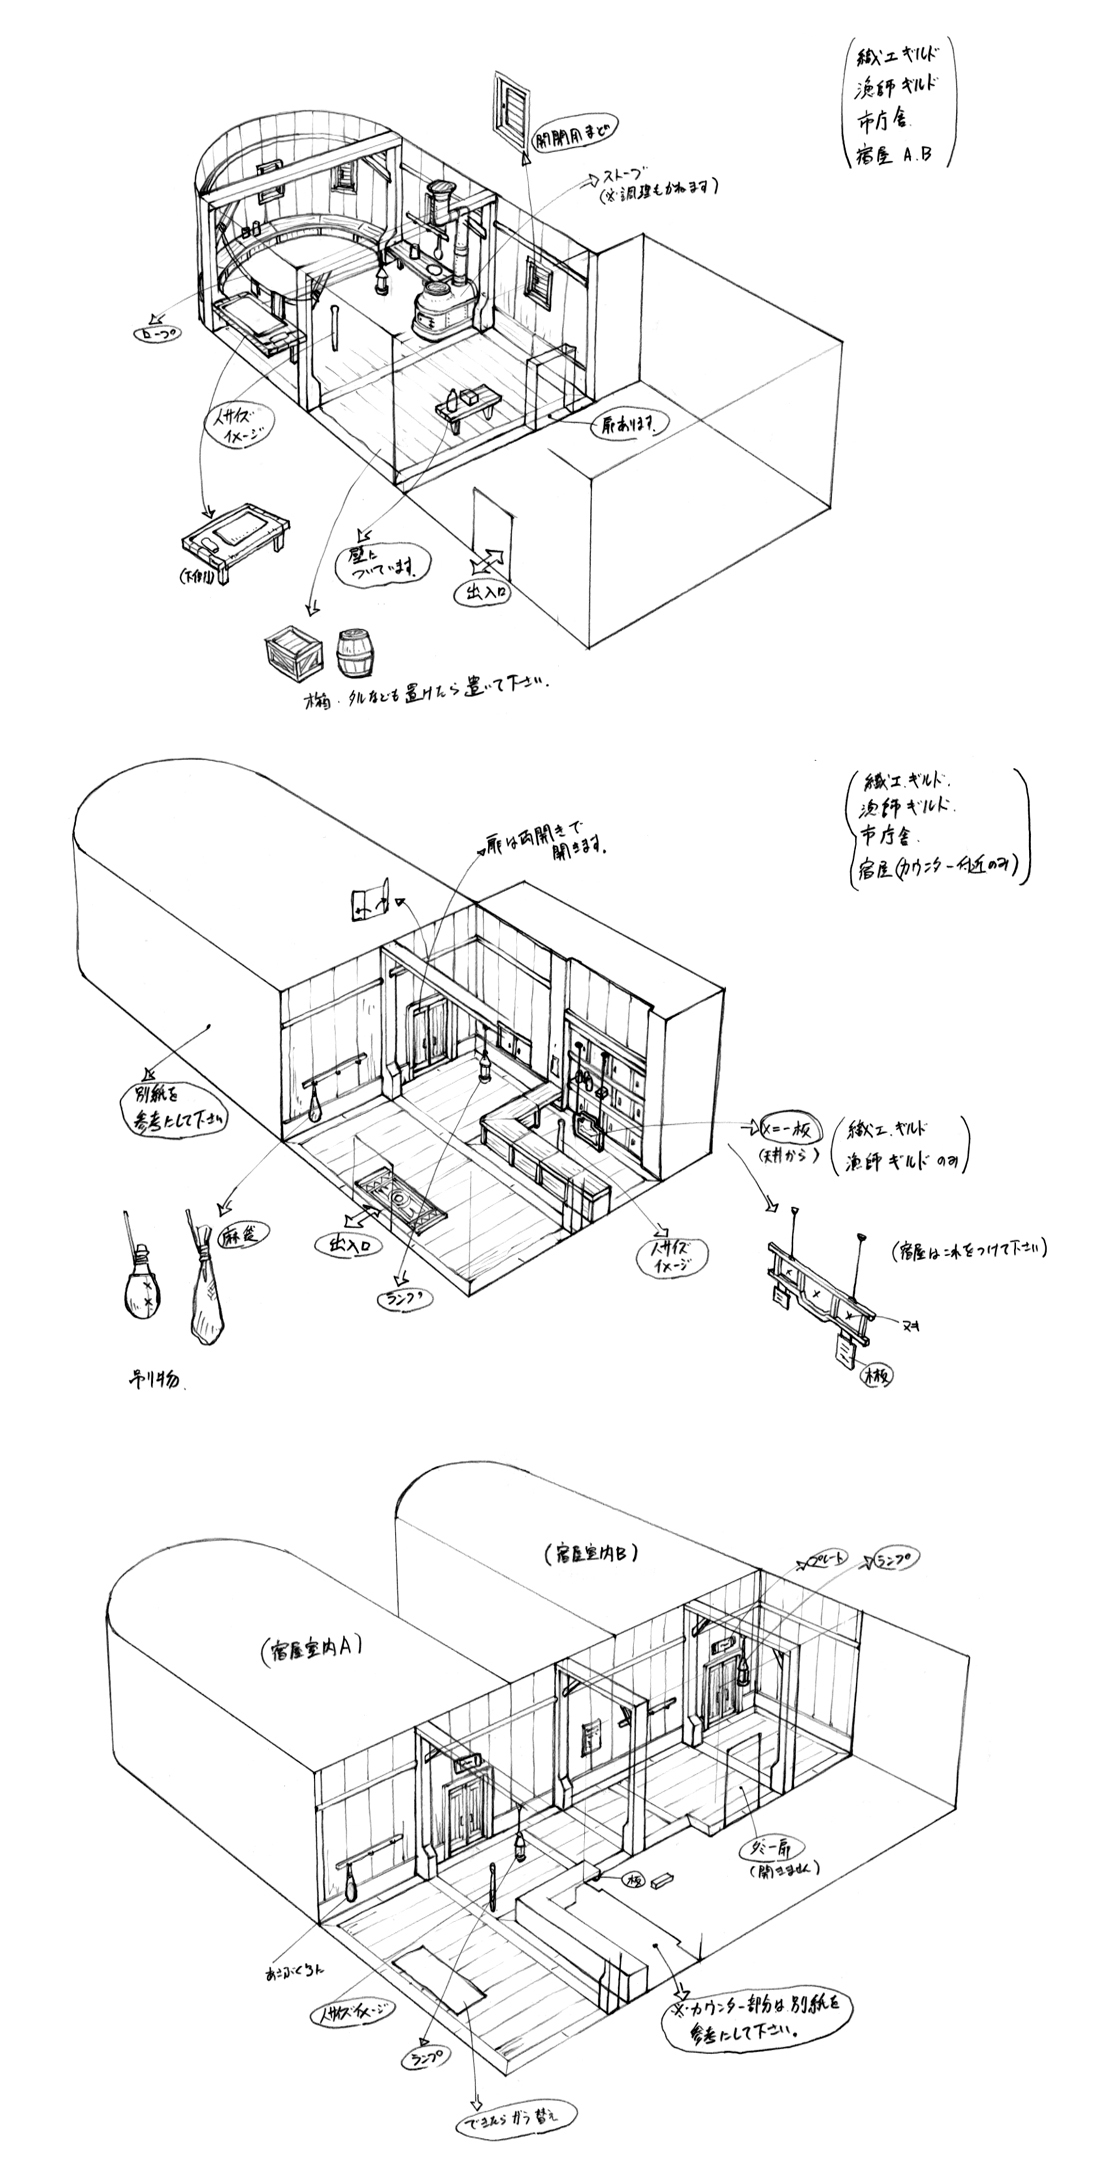 織エギルド
漁師ギルド
市庁舎
宿屋 A.B
開閉用まど
ストーブ
(※調理もかねます)
ロープ
人サイズ
イメージ
扉あります。
壁に
ついています。
出入口
木箱・タルなども置けたら置いて下さい。
織エ.ギルド.
漁師ギルド.
市庁舎.
宿屋(カウンター付近のみ)
扉は両開きで
開きます。
別紙を
参考にして下さい
メニー板
(天井から)
織エ.ギルド
漁師ギルドのみ
麻袋
出入口
ランプ
人サイズ
イメージ
(宿屋はこれをつけて下さい)
ヌキ
木板
吊り物.
(宿屋室内B)
プレート
ランプ
(宿屋室内A)
ダミー扉
(開きません)
板
あさぶくろん
人サイズイメージ
ランプ
※カウンター部分は別紙を
参考にして下さい。
できたらガラ替え